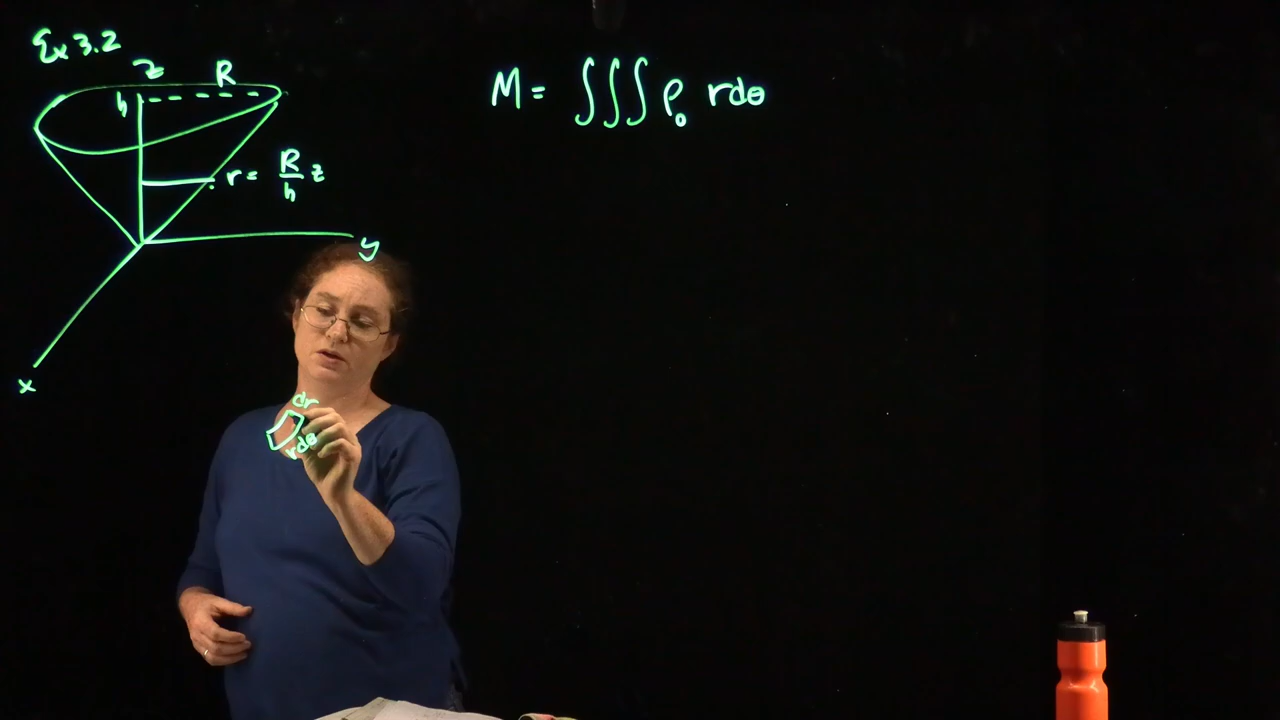 Ex 3.2
z
R
h
r = R/h z
y
x
dr
rdθ
M = ∫∫∫ ρ₀ rdθ